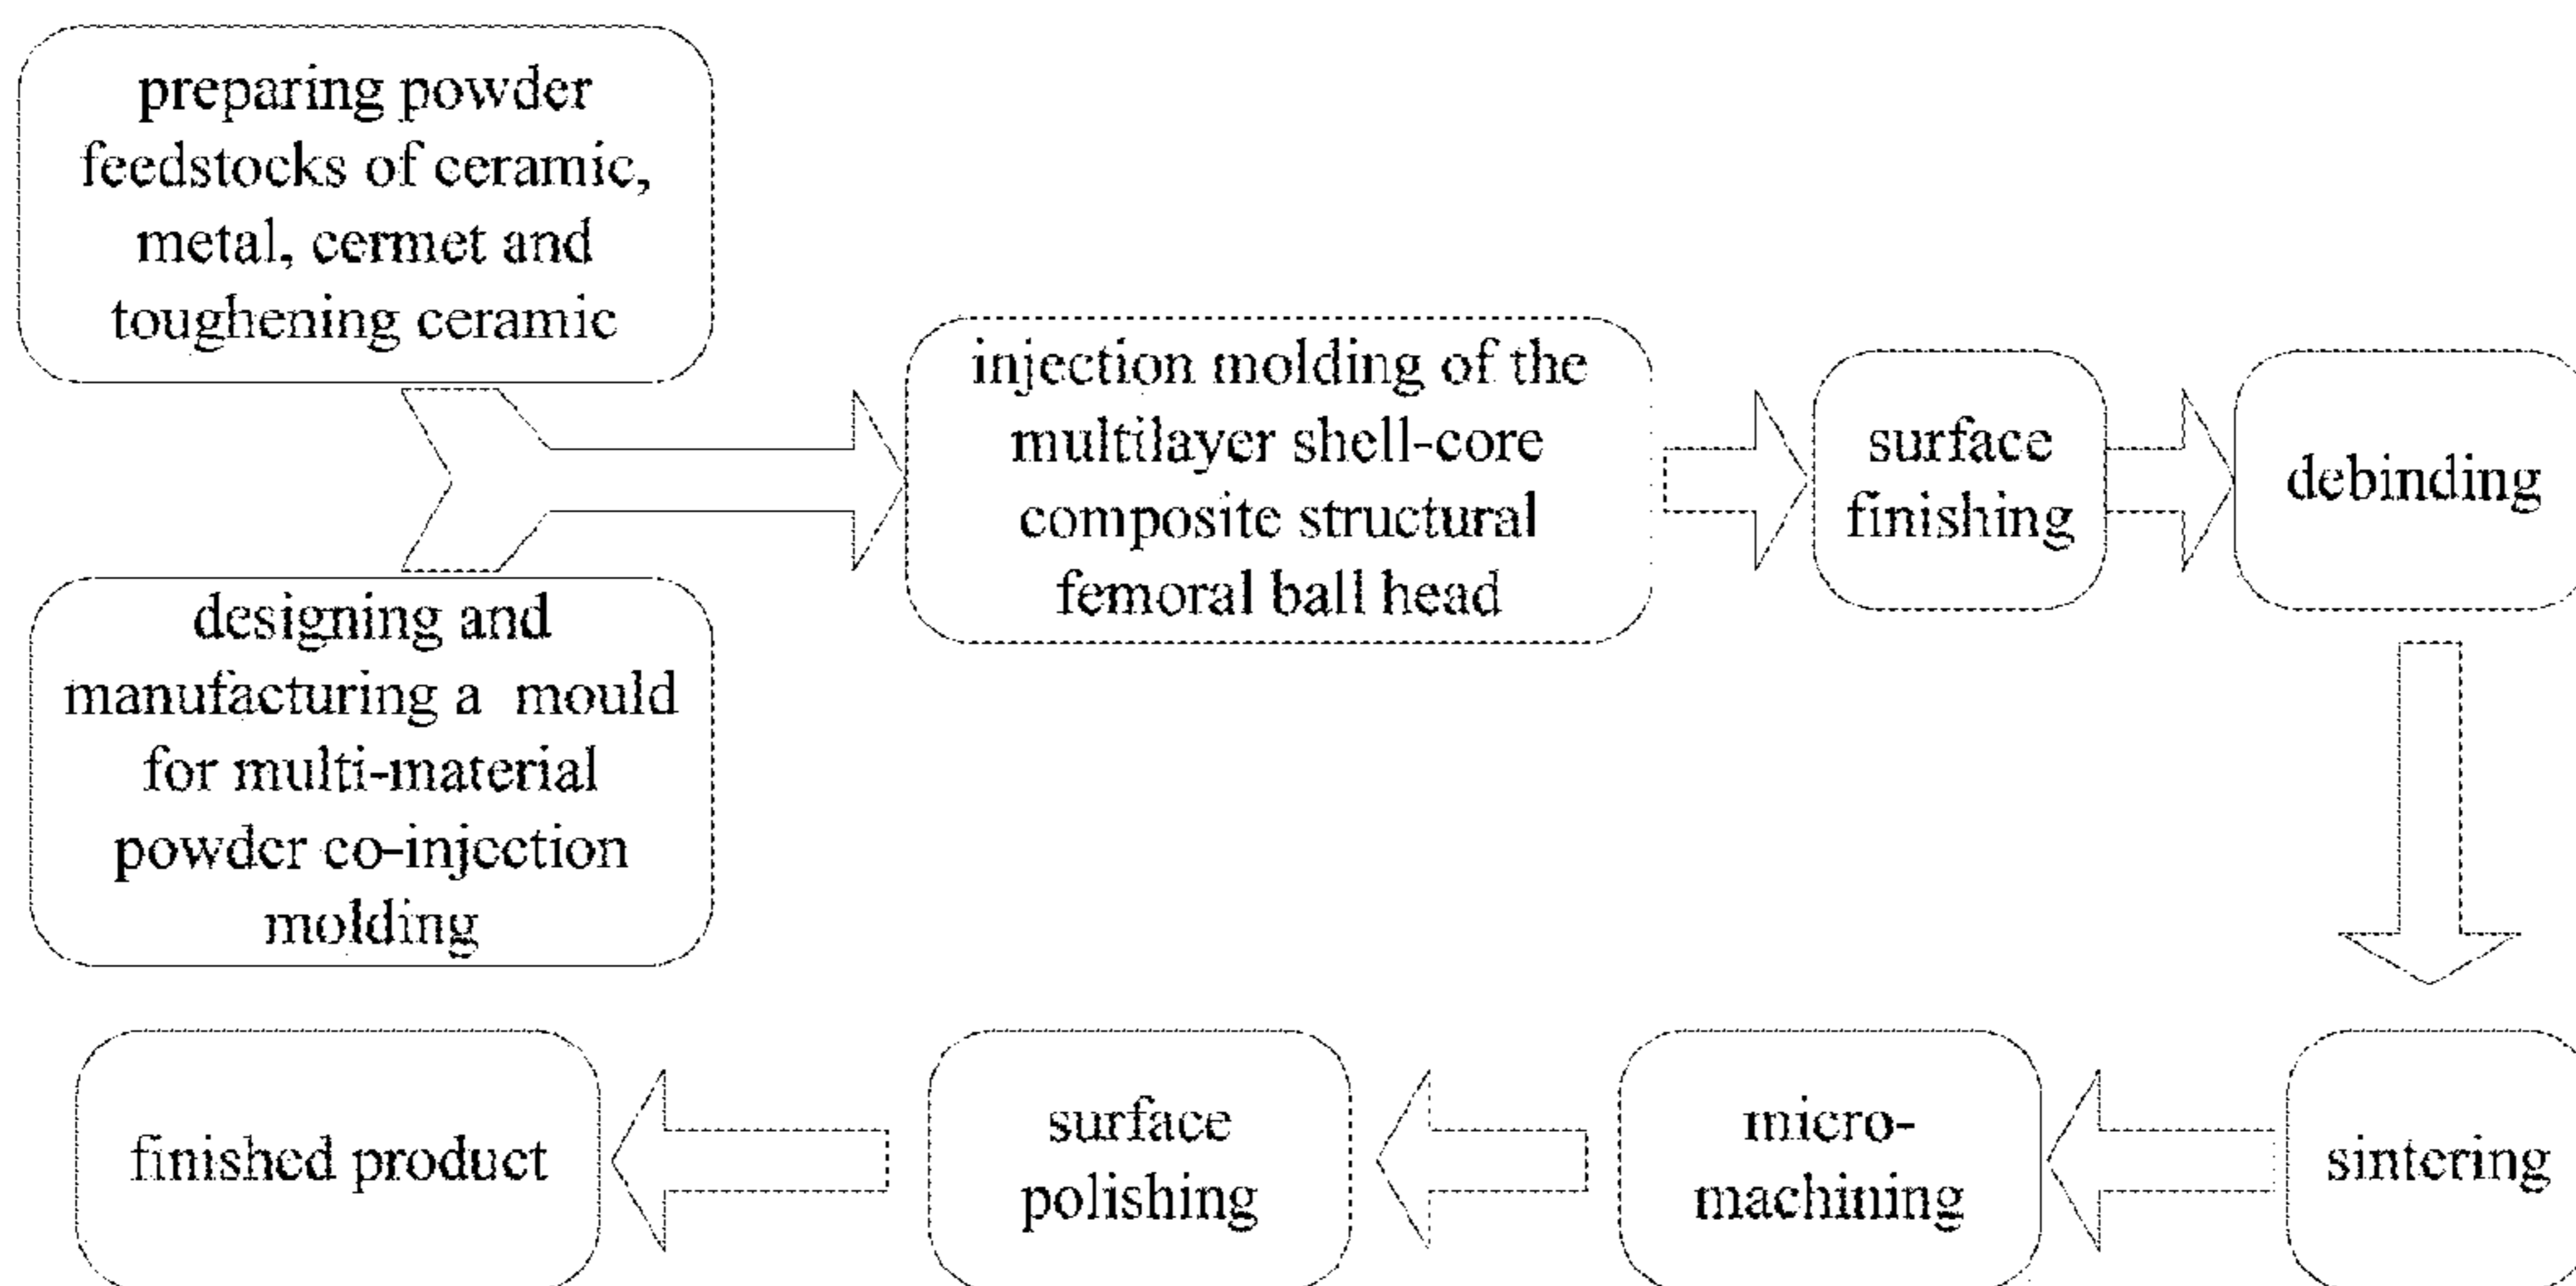 preparing powder
feedstocks of ceramic,
metal, cermet and
toughening ceramic
designing and
manufacturing a mould
for multi-material
powder co-injection
molding
injection molding of the
multilayer shell-core
composite structural
femoral ball head
surface
finishing
debinding
sintering
micro-
machining
surface
polishing
finished product